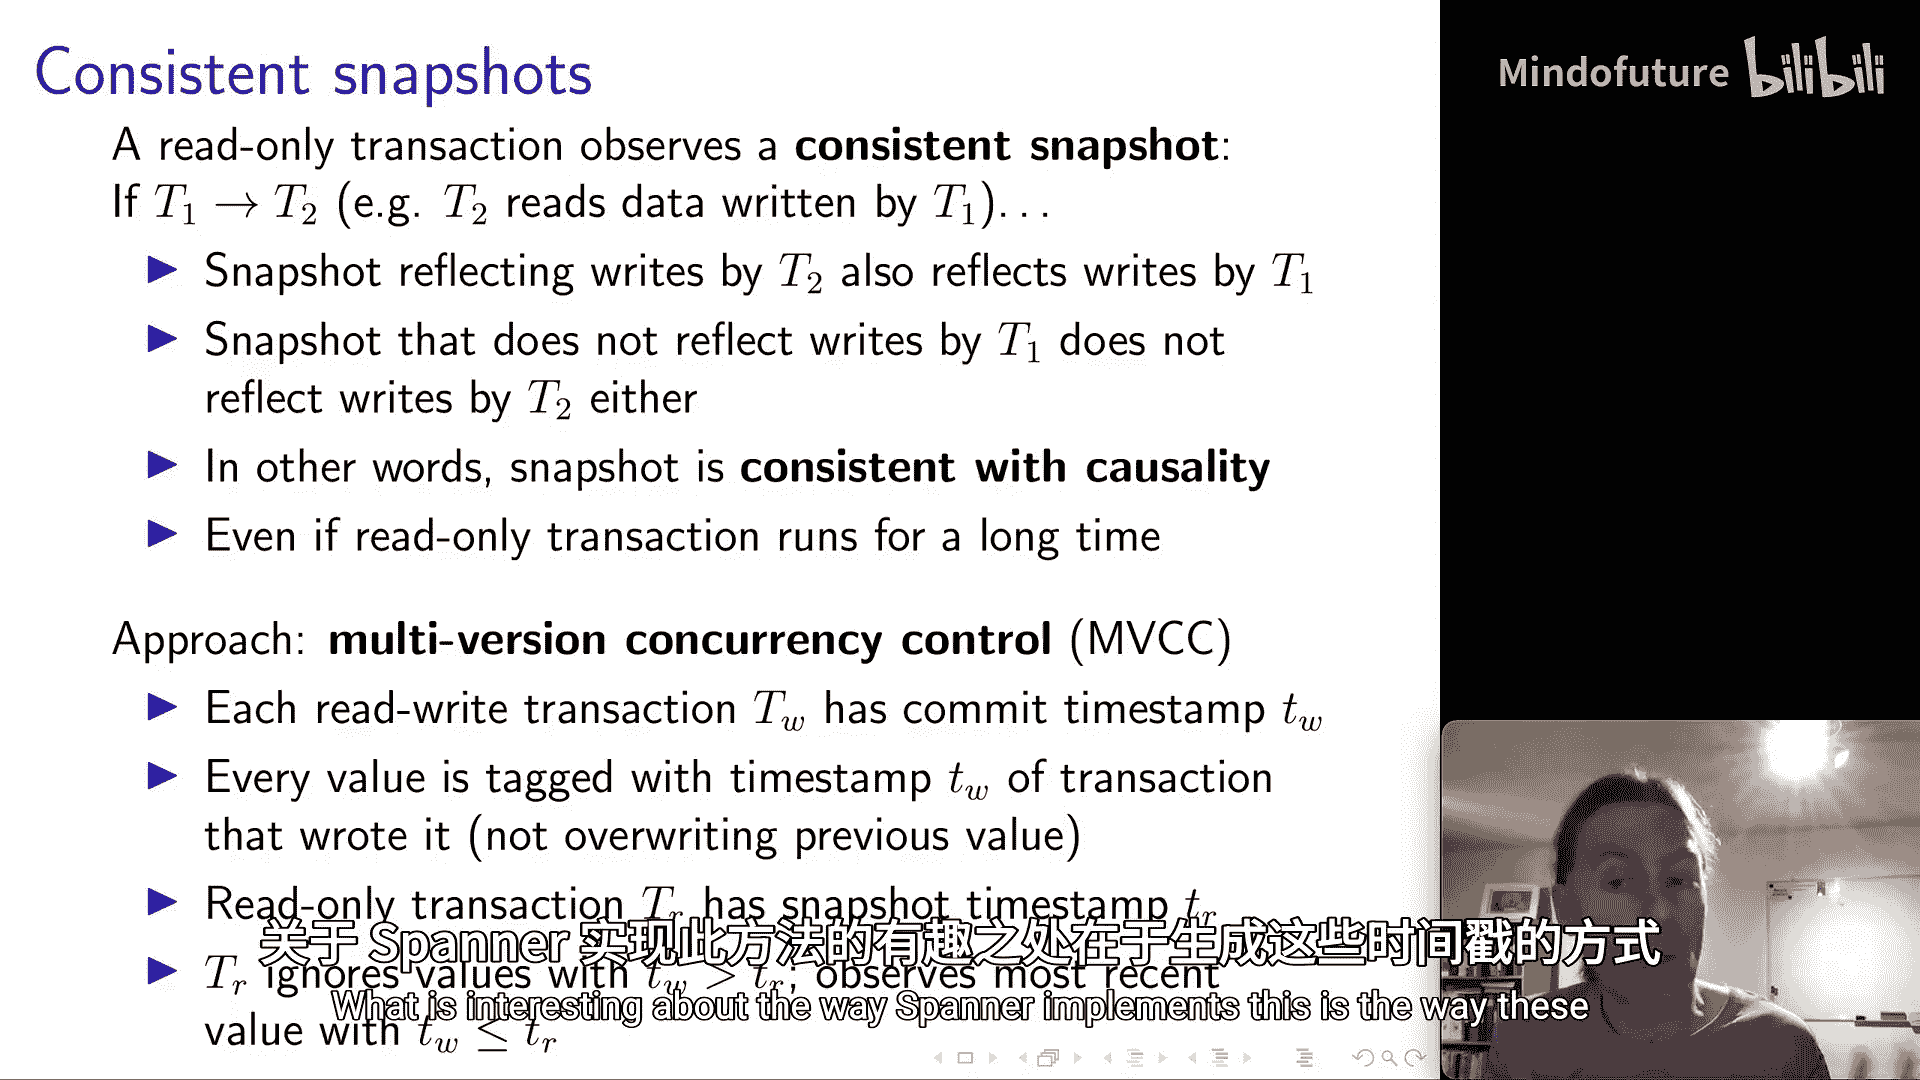 Consistent snapshots
Mindofuture bilibili
A read-only transaction observes a consistent snapshot:
If T₁ → T₂ (e.g. T₂ reads data written by T₁)...
▶ Snapshot reflecting writes by T₂ also reflects writes by T₁
▶ Snapshot that does not reflect writes by T₁ does not
reflect writes by T₂ either
▶ In other words, snapshot is consistent with causality
▶ Even if read-only transaction runs for a long time
Approach: multi-version concurrency control (MVCC)
▶ Each read-write transaction T_w has commit timestamp t_w
▶ Every value is tagged with timestamp t_w of transaction
that wrote it (not overwriting previous value)
▶ Read-only transaction T_r has snapshot timestamp t_r
关于 Spanner 实现此方法的有趣之处在于生成这些时间戳的方式
▶ T_r ignores values with t_w > t_r; observes most recent
What is interesting about the way Spanner implements this is the way these
value with t_w ≤ t_r